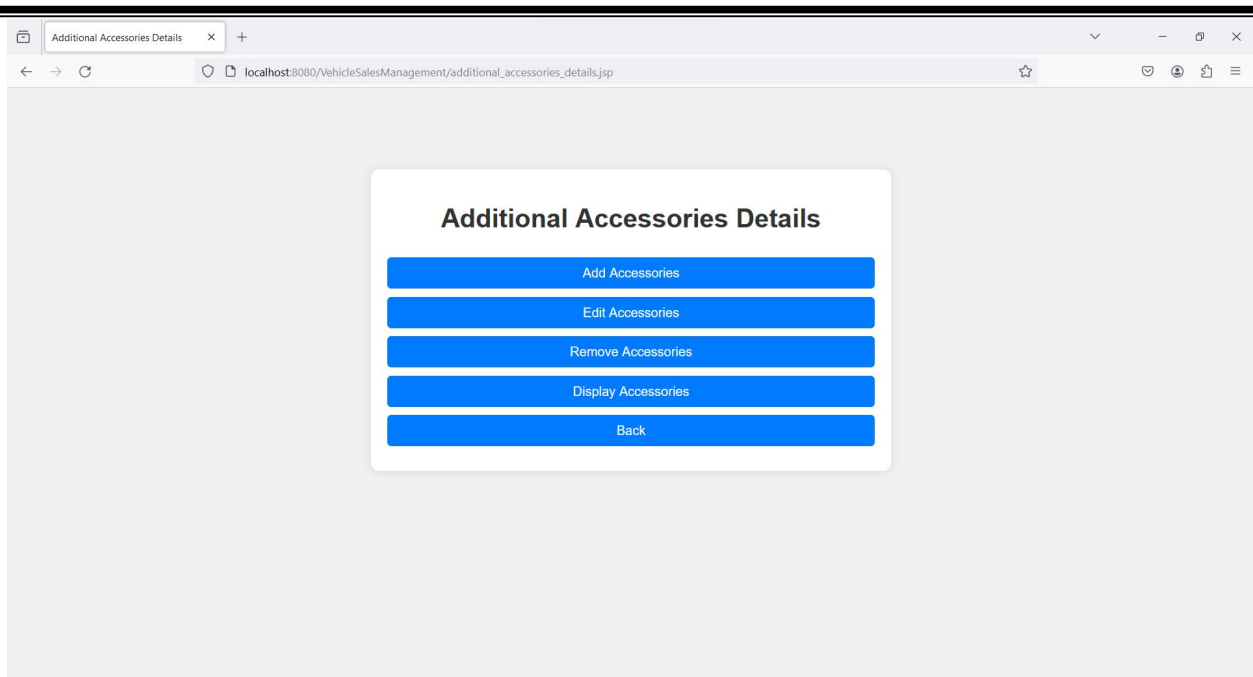 Additional Accessories Details
localhost:8080/VehicleSalesManagement/additional_accessories_details.jsp
Additional Accessories Details
Add Accessories
Edit Accessories
Remove Accessories
Display Accessories
Back